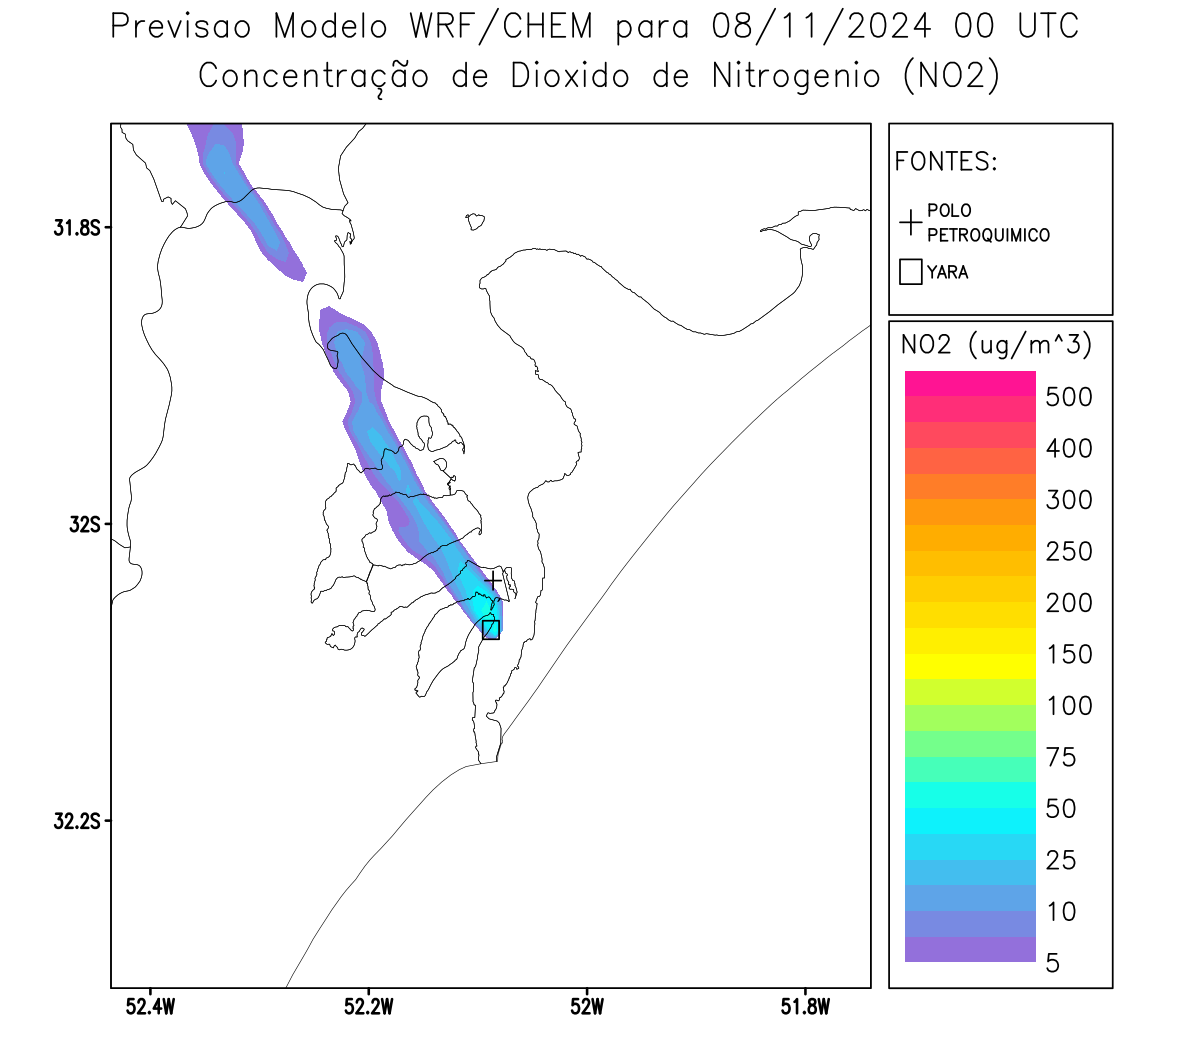 Previsao Modelo WRF/CHEM para 08/11/2024 00 UTC
Concentração de Dioxido de Nitrogenio (NO2)
FONTES:
POLO
PETROQUIMICO
YARA
NO2 (ug/m^3)
500
400
300
250
200
150
100
75
50
25
10
5
31.8S
32S
32.2S
52.4W
52.2W
52W
51.8W